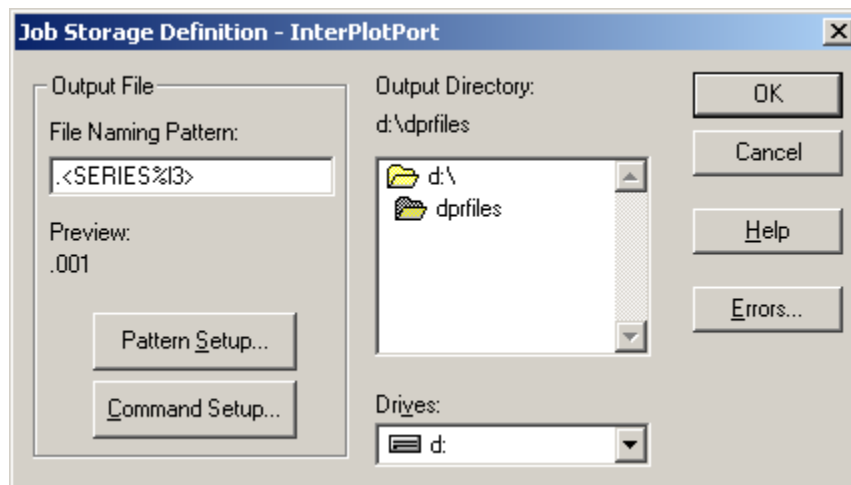 Job Storage Definition - InterPlotPort
Output File
File Naming Pattern:
.<SERIES%I3>
Preview:
.001
Pattern Setup...
Command Setup...
Output Directory:
d:\dprfiles
d:\
dprfiles
Drives:
d:
OK
Cancel
Help
Errors...